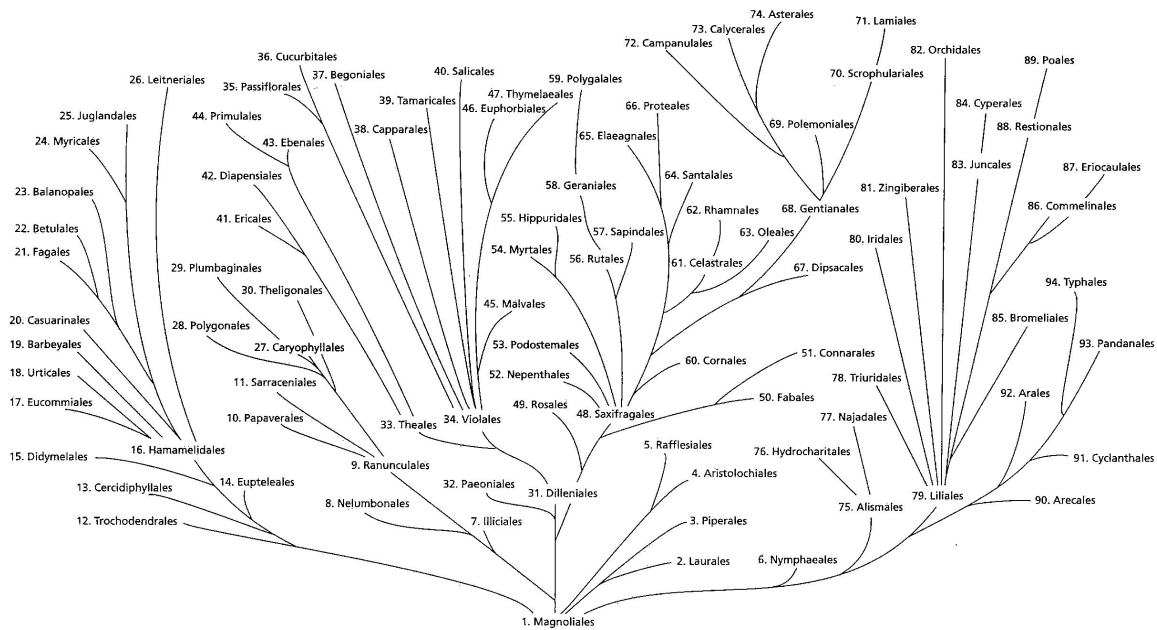 74. Asterales
73. Calycerales
71. Lamiales
72. Campanulales
36. Cucurbitales
82. Orchidales
89. Poales
26. Leitneriales
35. Passiflorales
37. Begoniales
40. Salicales
59. Polygalales
70. Scrophulariales
47. Thymelaeales
39. Tamaricales
46. Euphorbiales
66. Proteales
84. Cyperales
25. Juglandales
44. Primulales
38. Capparales
69. Polemoniales
88. Restionales
24. Myricales
43. Ebenales
65. Elaeagnales
83. Juncales
87. Eriocaulales
42. Diapensiales
64. Santalales
58. Geraniales
81. Zingiberales
23. Balanopales
86. Commelinales
62. Rhamnales
68. Gentianales
41. Ericales
55. Hippuridales
22. Betulales
57. Sapindales
63. Oleales
80. Iridales
21. Fagales
54. Myrtales
56. Rutales
61. Celastrales
29. Plumbaginales
67. Dipsacales
94. Typhales
30. Theligonales
45. Malvales
20. Casuarinales
85. Bromeliales
28. Polygonales
19. Barbeyales
53. Podostemales
93. Pandanales
27. Caryophyllales
51. Connarales
60. Cornales
18. Urticales
11. Sarraceniales
52. Nepenthales
78. Triuridales
92. Arales
17. Eucommiales
49. Rosales
50. Fabales
10. Papaverales
34. Violales
48. Saxifragales
77. Najadales
33. Theales
16. Hamamelidales
5. Rafflesiales
76. Hydrocharitales
15. Didymelales
9. Ranunculales
91. Cyclanthales
4. Aristolochiales
14. Eupteleales
32. Paeoniales
13. Cercidiphyllales
31. Dilleniales
79. Liliales
90. Arecales
8. Nelumbonales
75. Alismales
12. Trochodendrales
7. Illiciales
3. Piperales
2. Laurales
6. Nymphaeales
1. Magnoliales